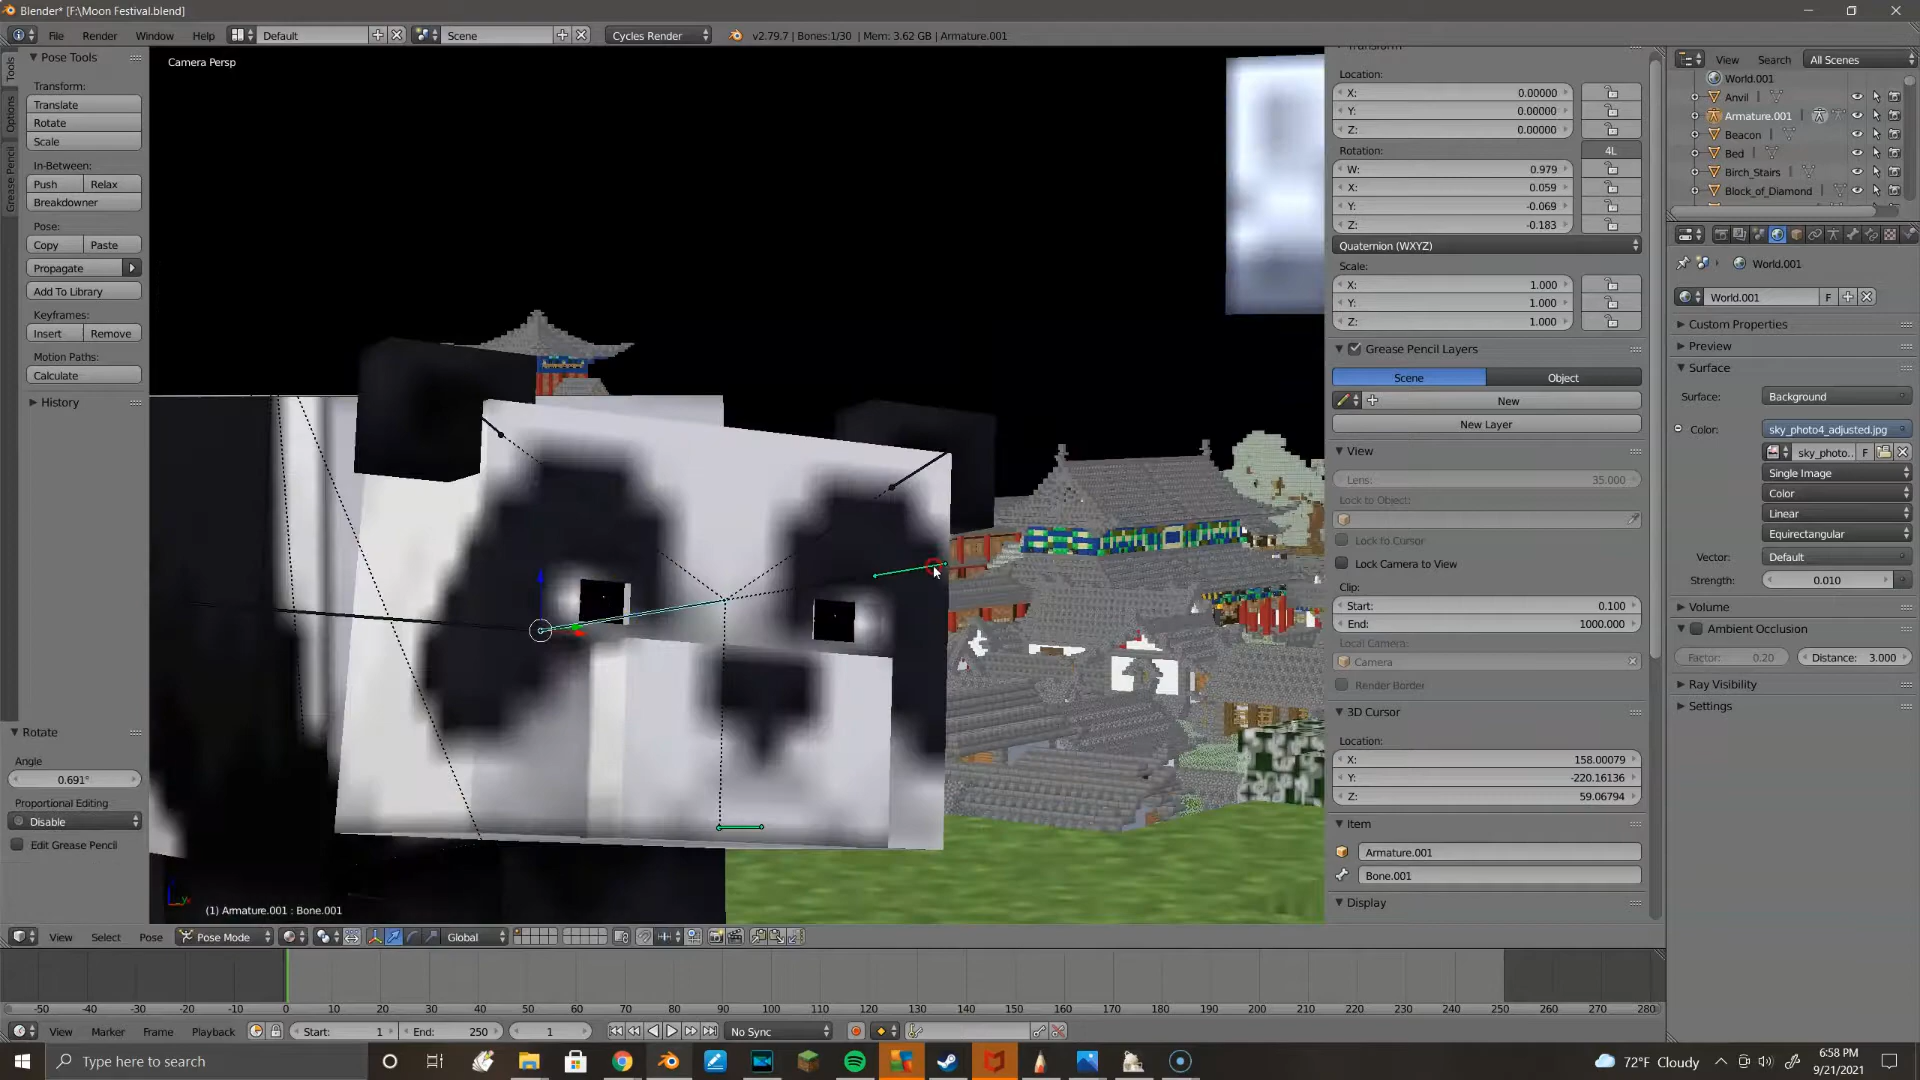 Blender* [F:\Moon Festival.blend]
File Render Window Help Default Scene Cycles Render v2.79.7 | Bones:1/30 | Mem: 3.62 GB | Armature.001
Tools
Options
Grease Pencil
Pose Tools
Transform:
Translate
Rotate
Scale
In-Between:
Push Relax
Breakdowner
Pose:
Copy Paste
Propagate
Add To Library
Keyframes:
Insert Remove
Motion Paths:
Calculate
History
Rotate
Angle
0.691°
Proportional Editing
Disable
Edit Grease Pencil
Camera Persp
(1) Armature.001 : Bone.001
Transform
Location:
X: 0.00000
Y: 0.00000
Z: 0.00000
Rotation: 4L
W: 0.979
X: 0.059
Y: -0.069
Z: -0.183
Quaternion (WXYZ)
Scale:
X: 1.000
Y: 1.000
Z: 1.000
Grease Pencil Layers
Scene Object
New
New Layer
View
Lens: 35.000
Lock to Object:
Lock to Cursor
Lock Camera to View
Clip:
Start: 0.100
End: 1000.000
Local Camera:
Camera
Render Border
3D Cursor
Location:
X: 158.00079
Y: -220.16136
Z: 59.06794
Item
Armature.001
Bone.001
Display
View Search All Scenes
World.001
Anvil
Armature.001
Beacon
Bed
Birch_Stairs
Block_of_Diamond
World.001
World.001 F
Custom Properties
Preview
Surface
Surface: Background
Color: sky_photo4_adjusted.jpg
sky_photo.. F
Single Image
Color
Linear
Equirectangular
Vector: Default
Strength: 0.010
Volume
Ambient Occlusion
Factor: 0.20 Distance: 3.000
Ray Visibility
Settings
View Select Pose Pose Mode Global
-50 -40 -30 -20 -10 0 10 20 30 40 50 60 70 80 90 100 110 120 130 140 150 160 170 180 190 200 210 220 230 240 250 260 270 280
View Marker Frame Playback Start: 1 End: 250 1 No Sync
Type here to search
72°F Cloudy
6:58 PM
9/21/2021